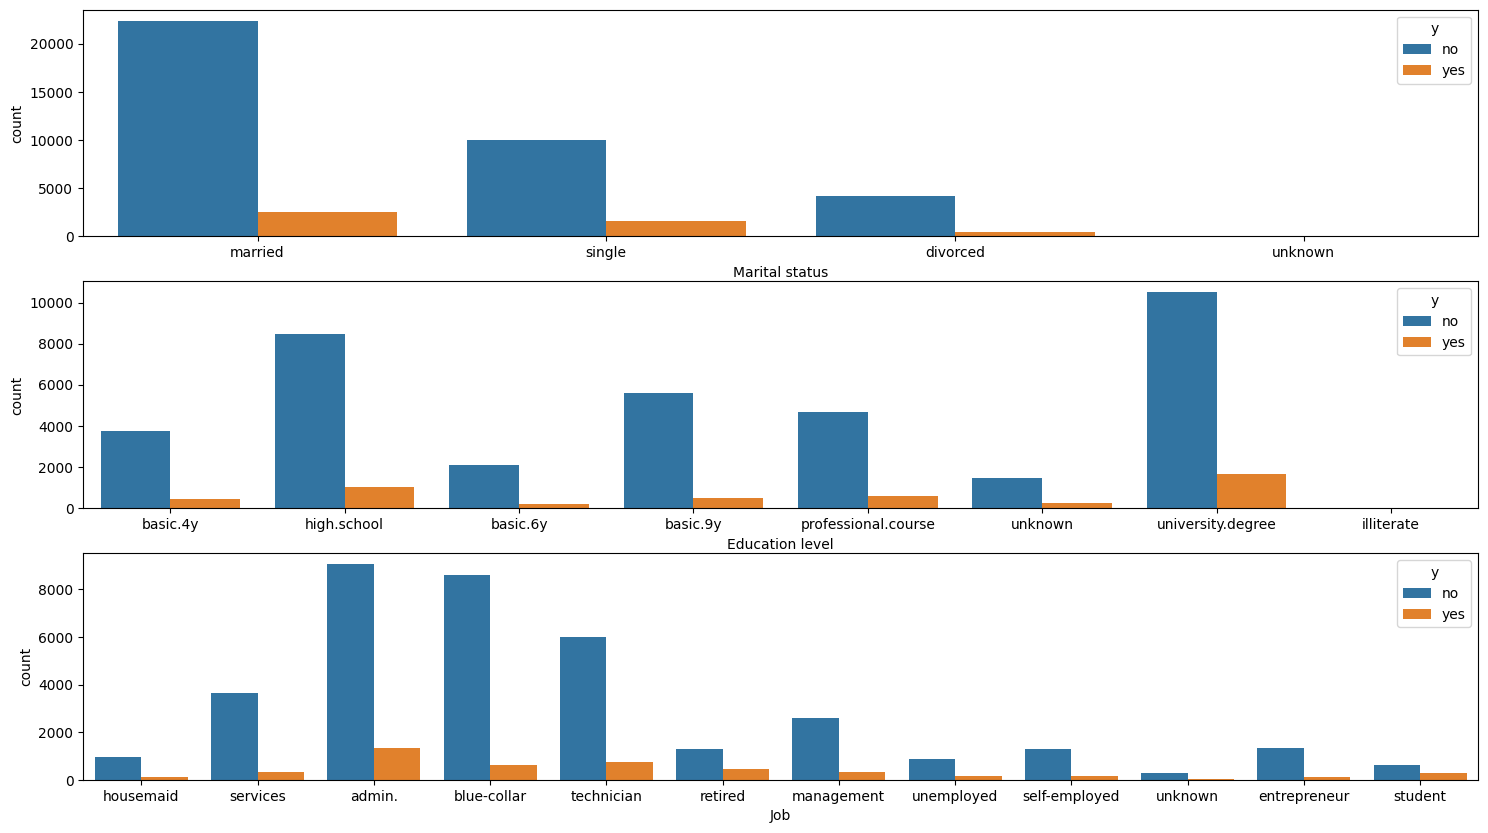 y
no
yes
20000
15000
10000
5000
0
count
married single divorced unknown
Marital status
y
no
yes
10000
8000
6000
4000
2000
0
count
basic.4y high.school basic.6y basic.9y professional.course unknown university.degree illiterate
Education level
y
no
yes
8000
6000
4000
2000
0
count
housemaid services admin. blue-collar technician retired management unemployed self-employed unknown entrepreneur student
Job